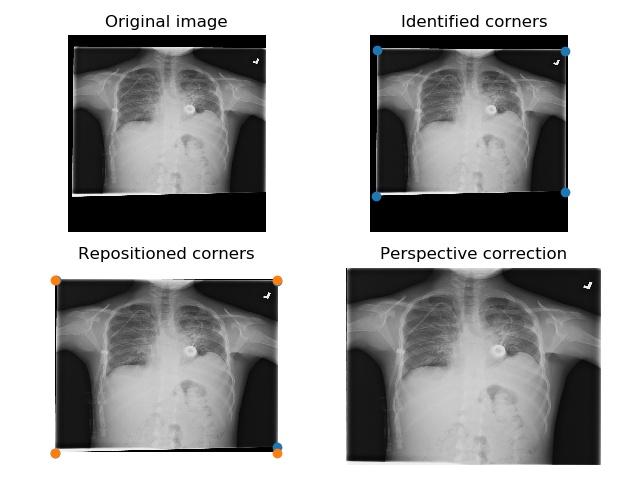 Original image
Identified corners
Repositioned corners
Perspective correction